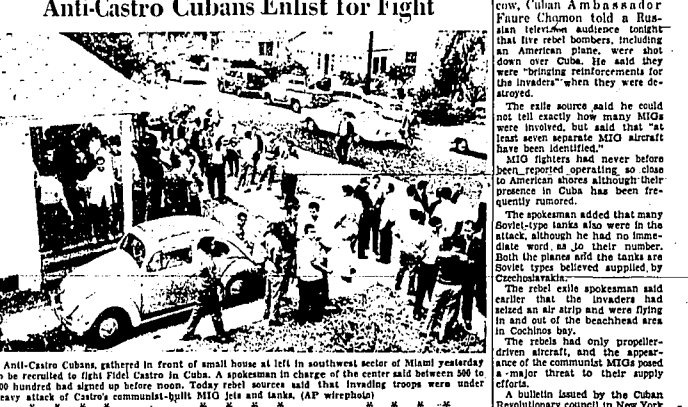 Anti-Castro Cubans Enlist for Fight
Anti-Castro Cubans, gathered in front of small house at left in southwest sector of Miami yesterday
to be recruited to fight Fidel Castro in Cuba. A spokesman in charge of the center said between 500 to
00 hundred had signed up before noon. Today rebel sources said that invading troops were under
heavy attack of Castro's communist-built MIG jets and tanks. (AP wirephoto)
cow, Cuban Ambassador
Faure Chomon told a Rus-
sian television audience tonight
that five rebel bombers, including
an American plane, were shot
down over Cuba. He said they
were "bringing reinforcements for
the invaders" when they were de-
stroyed.
The exile source said he could
not tell exactly how many MIGs
were involved, but said that "at
least seven separate MIG aircraft
have been identified."
MIG fighters had never before
been reported operating so close
to American shores although their
presence in Cuba has been fre-
quently rumored.
The spokesman added that many
Soviet-type tanks also were in the
attack, although he had no imme-
diate word as to their number.
Both the planes and the tanks are
Soviet types believed supplied by
Czechoslavakia.
The rebel exile spokesman said
earlier that the invaders had
seized an air strip and were flying
in and out of the beachhead area
in Cochinos bay.
The rebels had only propeller-
driven aircraft, and the appear-
ance of the communist MIGs posed
a major threat to their supply
efforts.
A bulletin issued by the Cuban
Revolutionary council in New York